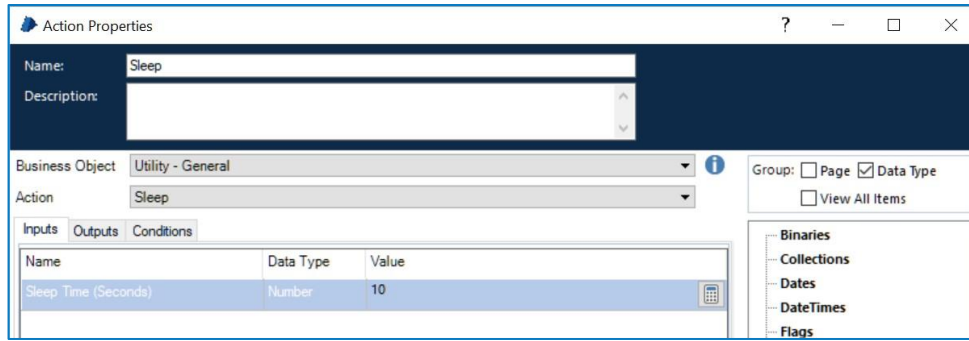 Action Properties ?
Name: Sleep
Description:
Business Object Utility - General
Group: Page Data Type
Action Sleep
View All Items
Inputs Outputs Conditions
Name Data Type Value
Sleep Time (Seconds) Number 10
Binaries
Collections
Dates
DateTimes
Flags